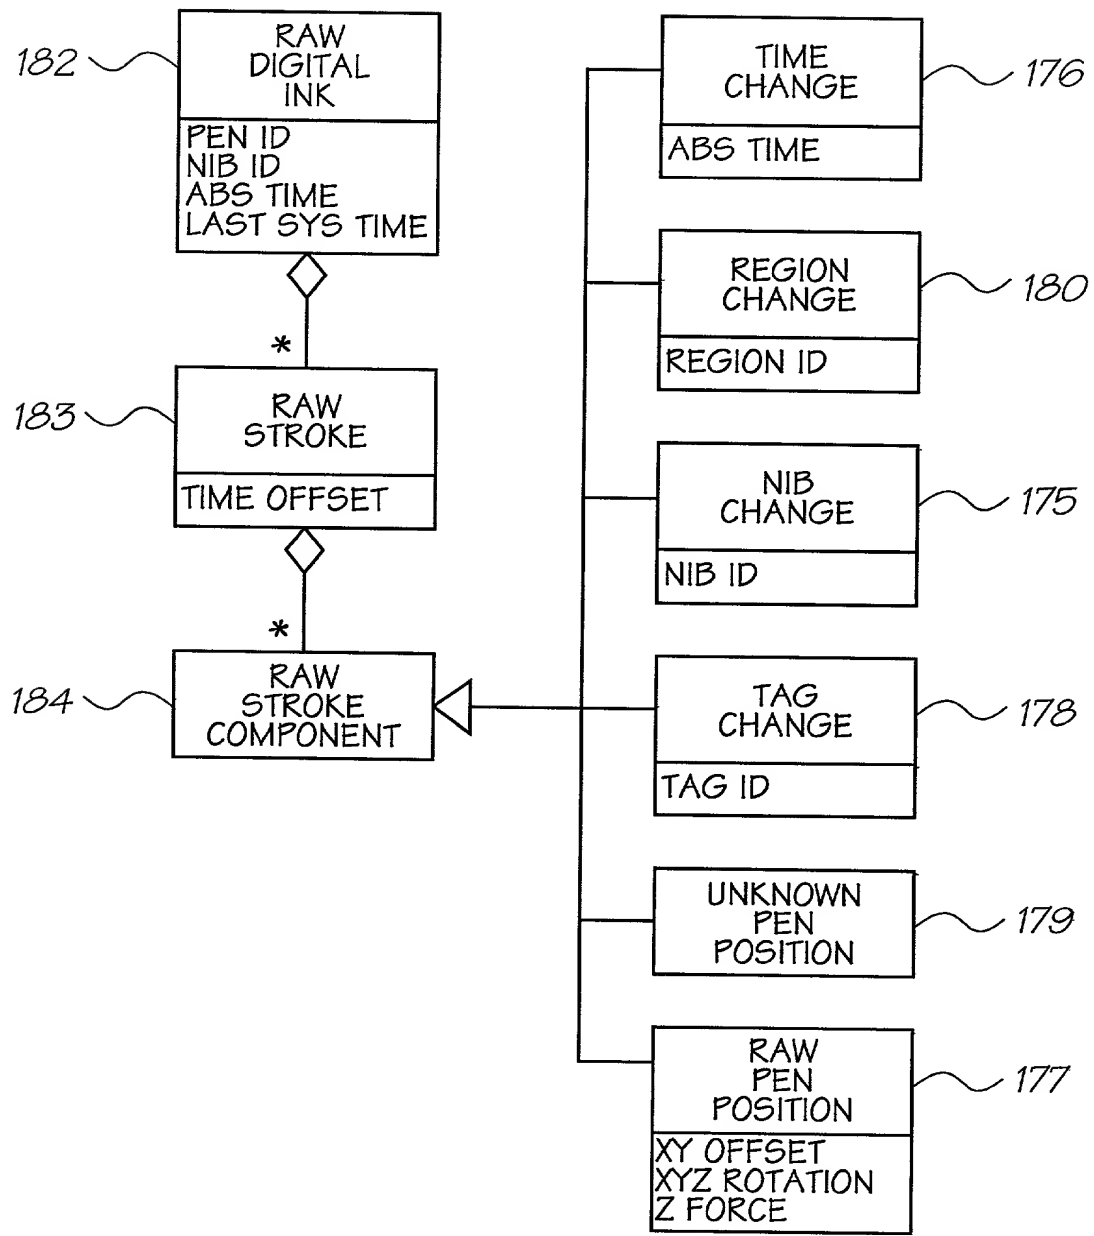 182
RAW
DIGITAL
INK
PEN ID
NIB ID
ABS TIME
LAST SYS TIME
*
183
RAW
STROKE
TIME OFFSET
*
184
RAW
STROKE
COMPONENT
TIME
CHANGE
ABS TIME
176
REGION
CHANGE
REGION ID
180
NIB
CHANGE
NIB ID
175
TAG
CHANGE
TAG ID
178
UNKNOWN
PEN
POSITION
179
RAW
PEN
POSITION
XY OFFSET
XYZ ROTATION
Z FORCE
177